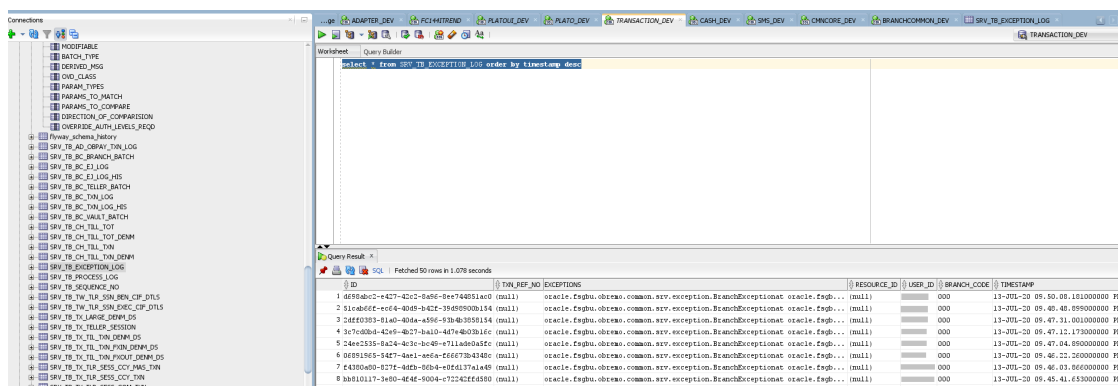 Connections
...ge ADAPTER_DEV FC144ITREND PLATOUI_DEV PLATO_DEV TRANSACTION_DEV CASH_DEV SMS_DEV CMNCORE_DEV BRANCHCOMMON_DEV SRV_TB_EXCEPTION_LOG
TRANSACTION_DEV
Worksheet Query Builder
select * from SRV_TB_EXCEPTION_LOG order by timestamp desc
MODIFIABLE
BATCH_TYPE
DERIVED_MSG
OVD_CLASS
PARAM_TYPES
PARAMS_TO_MATCH
PARAMS_TO_COMPARE
DIRECTION_OF_COMPARISION
OVERRIDE_AUTH_LEVELS_REQD
flyway_schema_history
SRV_TB_AD_OBPAY_TXN_LOG
SRV_TB_BC_BRANCH_BATCH
SRV_TB_BC_EJ_LOG
SRV_TB_BC_EJ_LOG_HIS
SRV_TB_BC_TELLER_BATCH
SRV_TB_BC_TXN_LOG
SRV_TB_BC_TXN_LOG_HIS
SRV_TB_BC_VAULT_BATCH
SRV_TB_CH_TILL_TOT
SRV_TB_CH_TILL_TOT_DENM
SRV_TB_CH_TILL_TXN
SRV_TB_CH_TILL_TXN_DENM
SRV_TB_EXCEPTION_LOG
SRV_TB_PROCESS_LOG
SRV_TB_SEQUENCE_NO
SRV_TB_TW_TLR_SSN_BEN_CIF_DTLS
SRV_TB_TW_TLR_SSN_EXEC_CIF_DTLS
SRV_TB_TX_LARGE_DENM_DS
SRV_TB_TX_TELLER_SESSION
SRV_TB_TX_TIL_TXN_DENM_DS
SRV_TB_TX_TIL_TXN_FXIN_DENM_DS
SRV_TB_TX_TIL_TXN_FXOUT_DENM_DS
SRV_TB_TX_TLR_SESS_CCY_MAS_TXN
SRV_TB_TX_TLR_SESS_CCY_TXN
Query Result
SQL | Fetched 50 rows in 1.078 seconds
ID TXN_REF_NO EXCEPTIONS RESOURCE_ID USER_ID BRANCH_CODE TIMESTAMP
1 d698abc2-e427-42c2-8a96-8ee744851ac0 (null) oracle.fsgbu.obremo.common.srv.exception.BranchExceptionat oracle.fsgb... (null) 000 13-JUL-20 09.50.08.181000000
2 (null) oracle.fsgbu.obremo.common.srv.exception.BranchExceptionat oracle.fsgb... (null) 000 13-JUL-20 09.48.48.899000000
3 2dff0383-81a0-40da-a596-93b4b3858154 (null) oracle.fsgbu.obremo.common.srv.exception.BranchExceptionat oracle.fsgb... (null) 000 13-JUL-20 09.47.31.001000000
4 3c7cd0bd-42e9-4b27-ba10-4d7e4b03b16c (null) oracle.fsgbu.obremo.common.srv.exception.BranchExceptionat oracle.fsgb... (null) 000 13-JUL-20 09.47.12.173000000
5 24ee2535-8a24-4c3c-bc49-e711ade0a5fc (null) oracle.fsgbu.obremo.common.srv.exception.BranchExceptionat oracle.fsgb... (null) 000 13-JUL-20 09.47.04.890000000
6 06891965-54f7-4ae1-ae6a-f66673b4348c (null) oracle.fsgbu.obremo.common.srv.exception.BranchExceptionat oracle.fsgb... (null) 000 13-JUL-20 09.46.22.260000000
7 f4380a80-827f-4dfb-86b4-e0fd137a1a49 (null) oracle.fsgbu.obremo.common.srv.exception.BranchExceptionat oracle.fsgb... (null) 000 13-JUL-20 09.46.03.866000000
8 bb810117-3e80-4f4f-9004-c72242ffd580 (null) oracle.fsgbu.obremo.common.srv.exception.BranchExceptionat oracle.fsgb... (null) 000 13-JUL-20 09.45.41.653000000